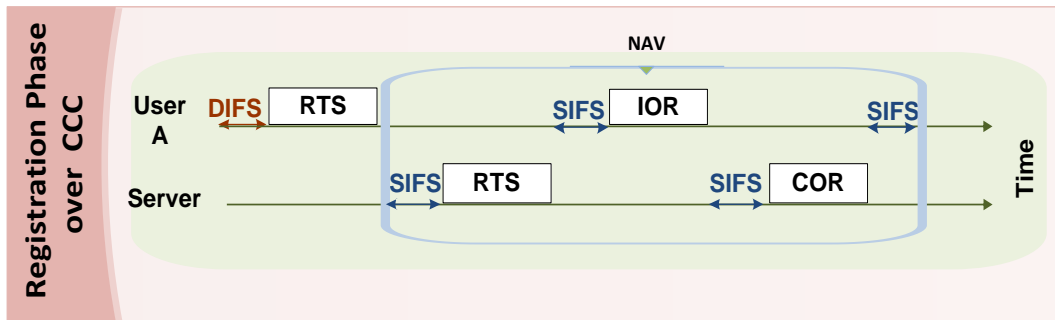 Registration Phase
over CCC
NAV
User
A
DIFS
RTS
SIFS
IOR
SIFS
Server
SIFS
RTS
SIFS
COR
Time